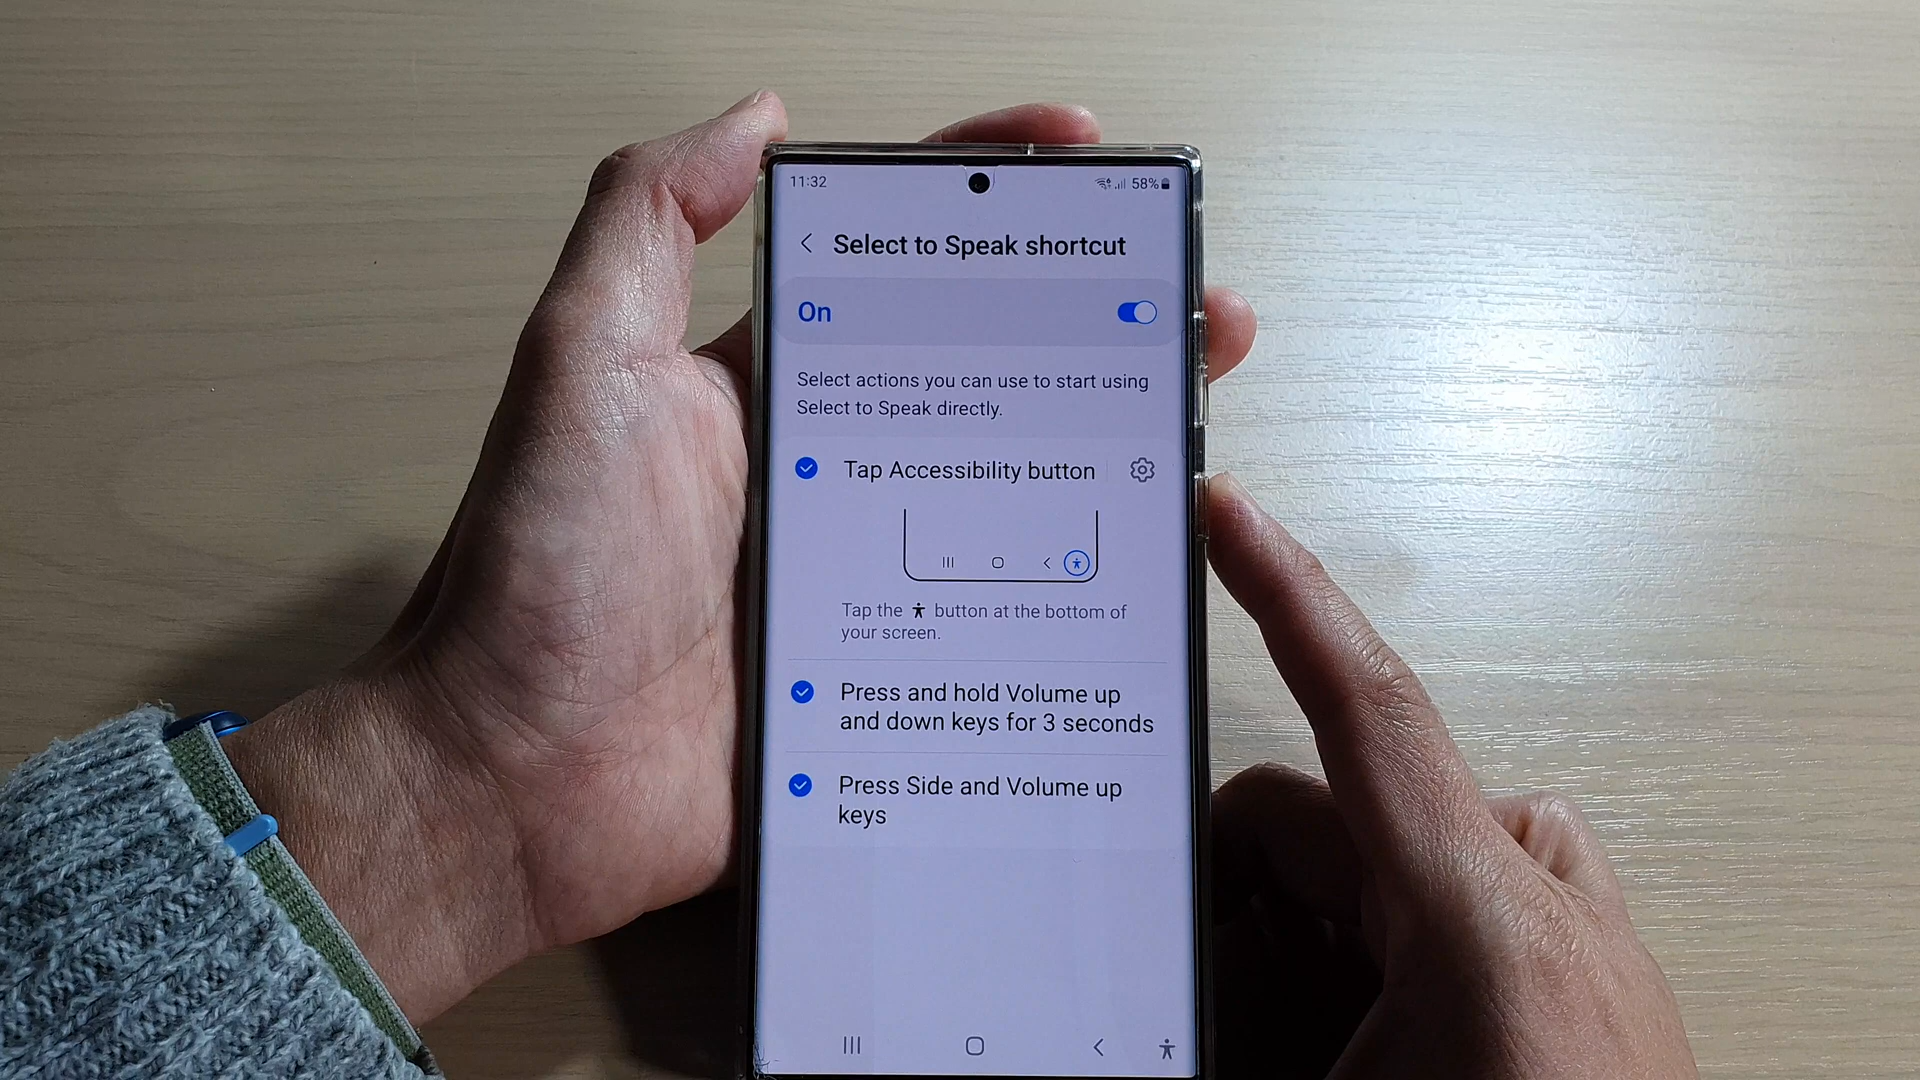 11:32
58%
Select to Speak shortcut
On
Select actions you can use to start using
Select to Speak directly.
Tap Accessibility button
Tap the button at the bottom of
your screen.
Press and hold Volume up
and down keys for 3 seconds
Press Side and Volume up
keys